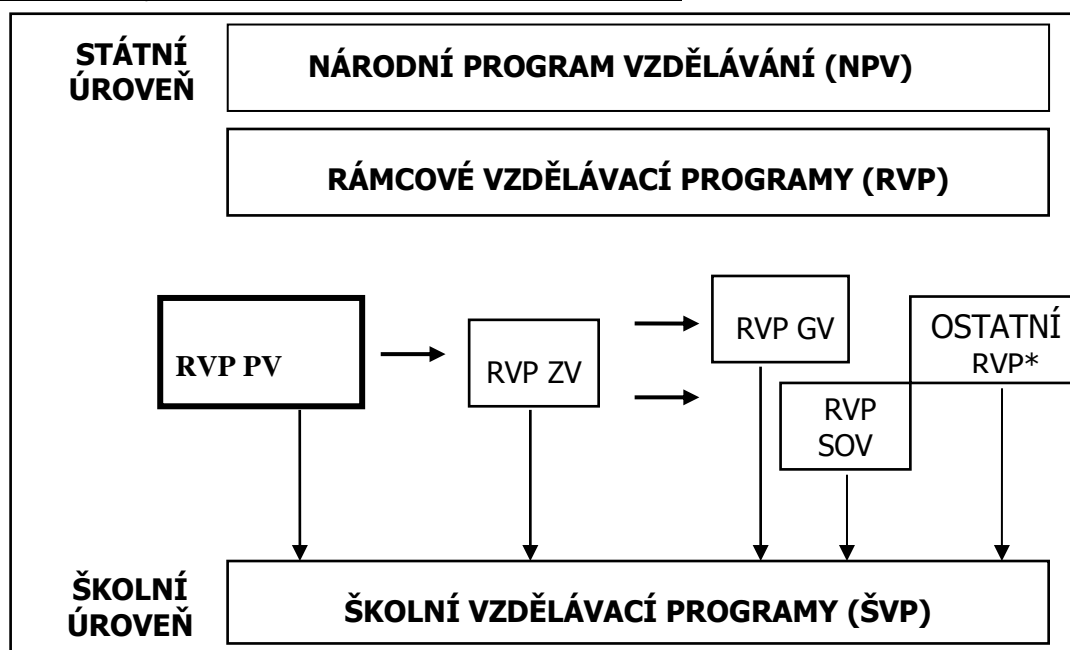 STÁTNÍ
ÚROVEŇ
NÁRODNÍ PROGRAM VZDĚLÁVÁNÍ (NPV)
RÁMCOVÉ VZDĚLÁVACÍ PROGRAMY (RVP)
RVP PV
RVP ZV
RVP GV
OSTATNÍ
RVP*
RVP
SOV
ŠKOLNÍ
ÚROVEŇ
ŠKOLNÍ VZDĚLÁVACÍ PROGRAMY (ŠVP)